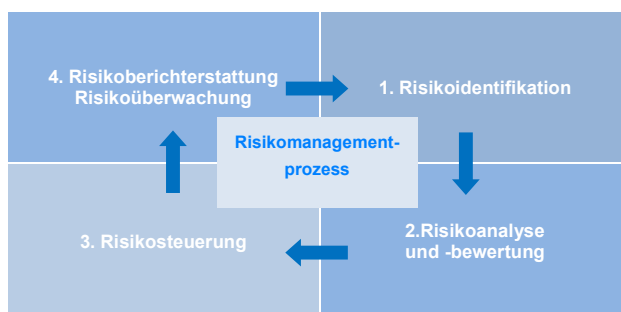 4. Risikoberichterstattung
Risikoüberwachung
1. Risikoidentifikation
Risikomanagement-
prozess
3. Risikosteuerung
2.Risikoanalyse
und -bewertung